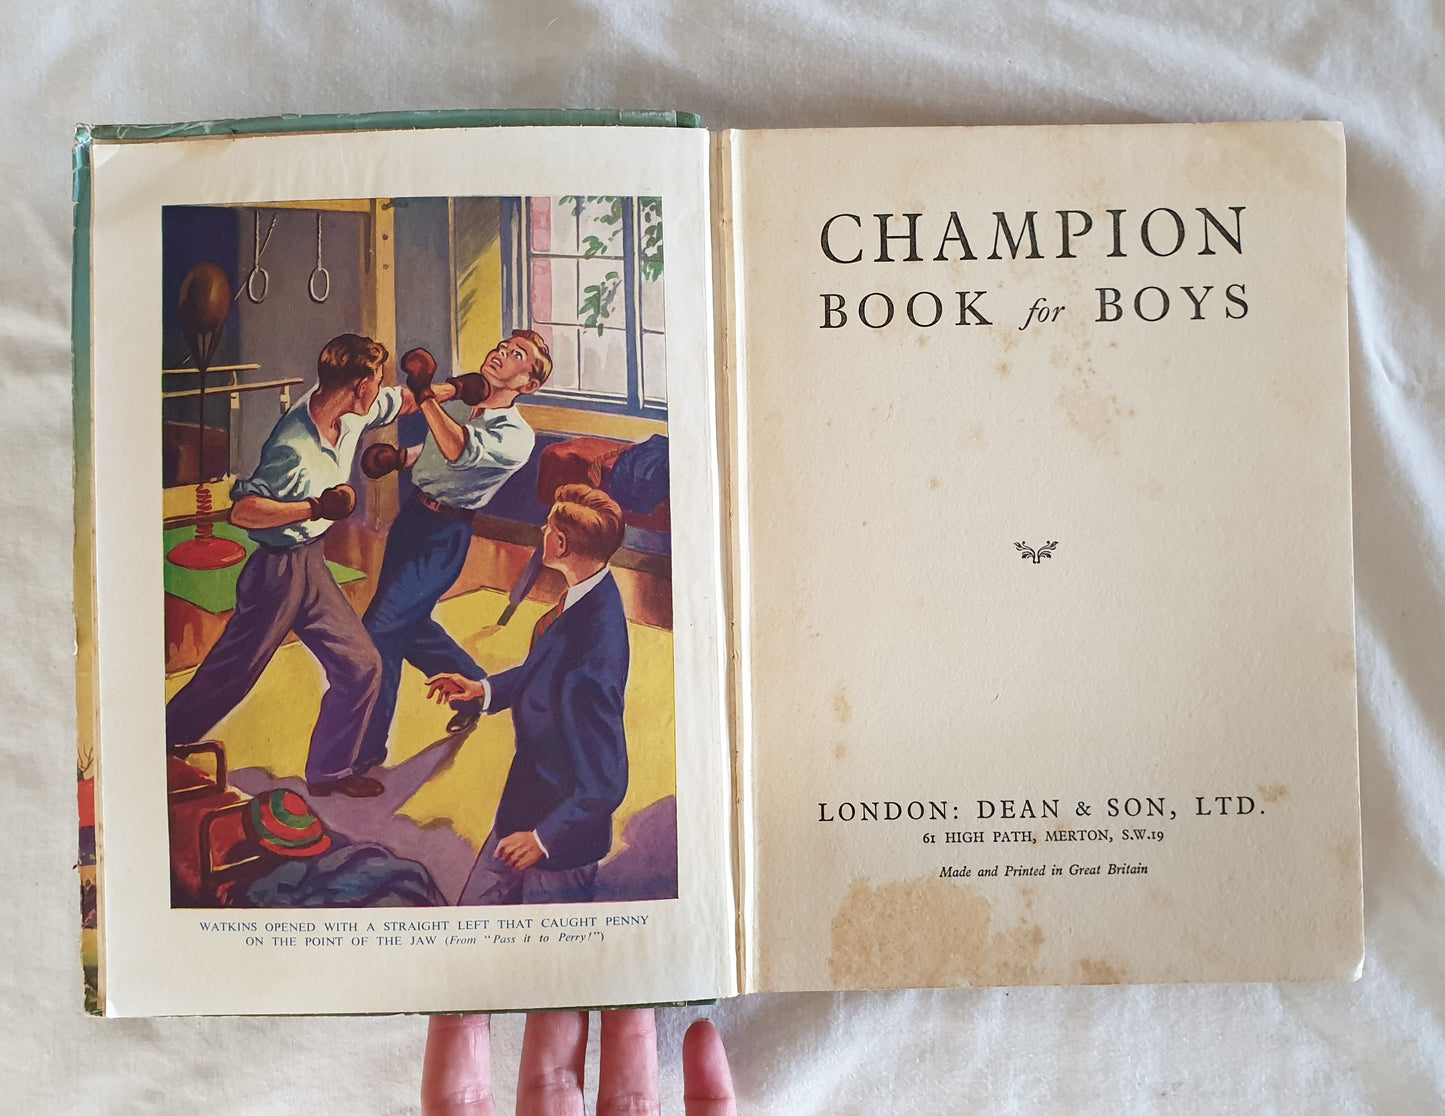 WATKINS OPENED WITH A STRAIGHT LEFT THAT CAUGHT PENNY
ON THE POINT OF THE JAW (From "Pass it to Perry!")
CHAMPION
BOOK for BOYS
LONDON: DEAN & SON, LTD.
61 HIGH PATH, MERTON, S.W.19
Made and Printed in Great Britain